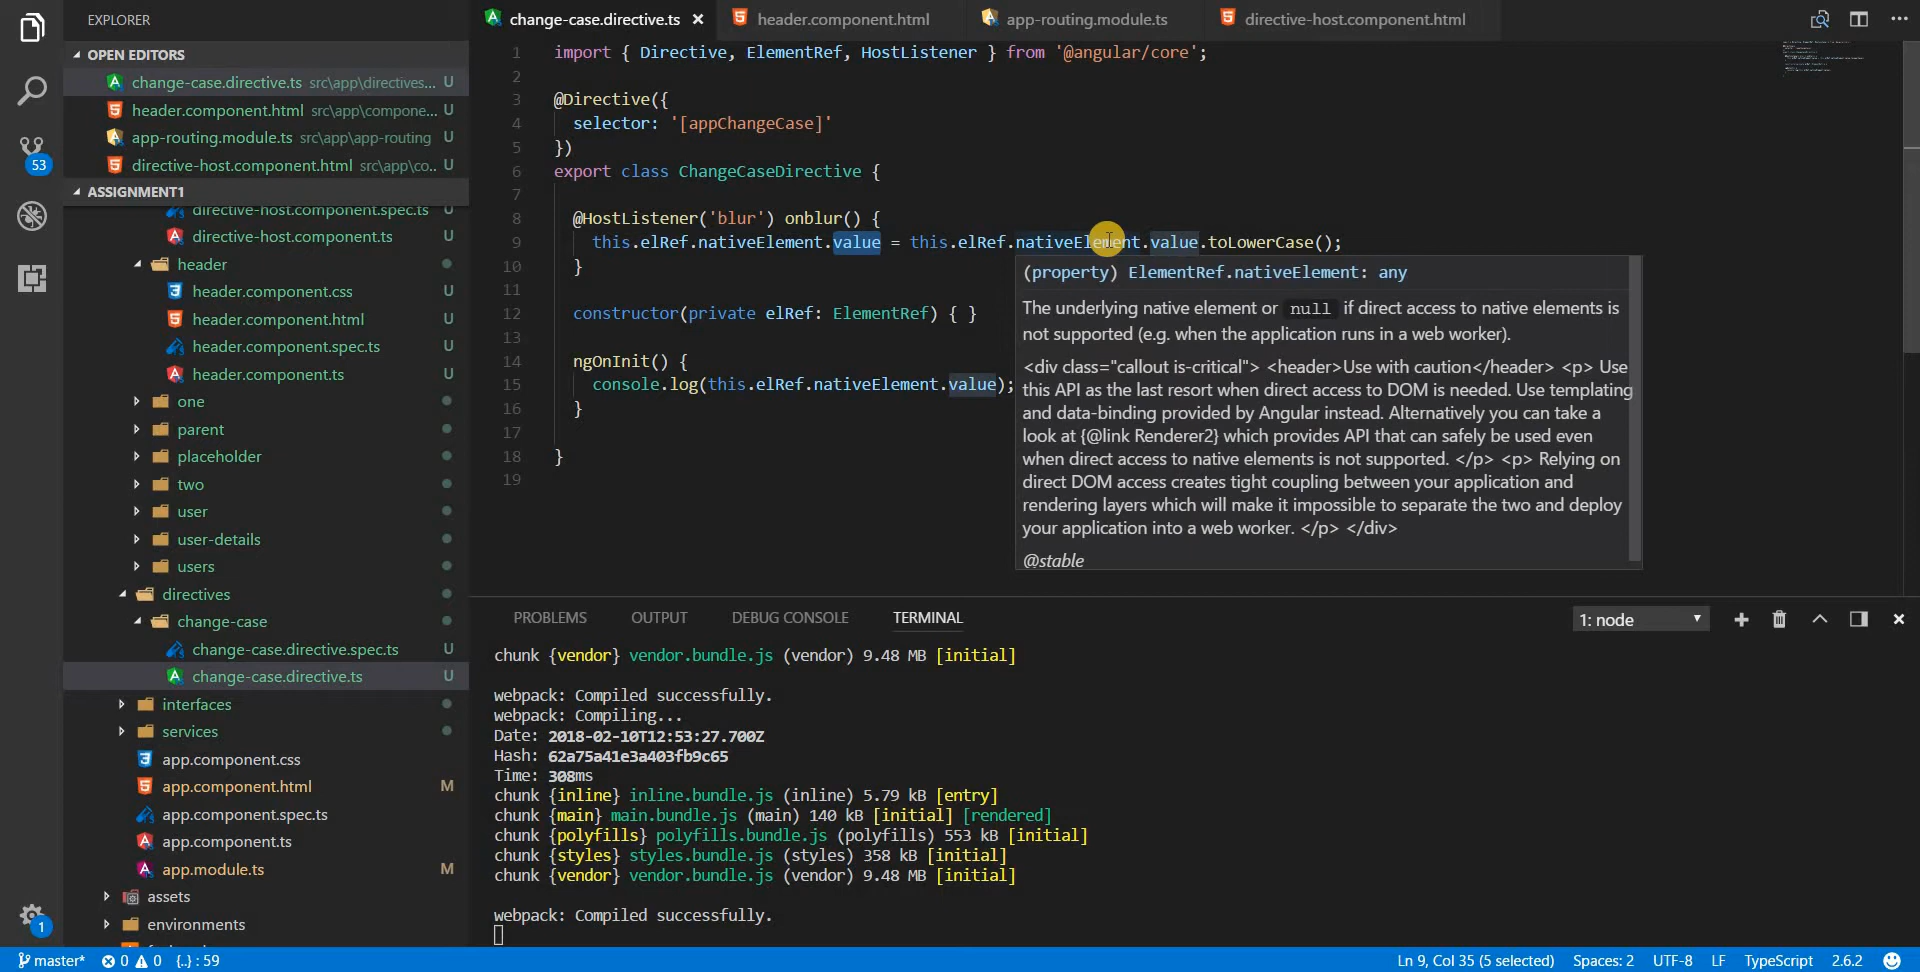 EXPLORER
OPEN EDITORS
change-case.directive.ts src\app\directives... U
header.component.html src\app\compone... U
app-routing.module.ts src\app\app-routing U
directive-host.component.html src\app\co.. U
53
ASSIGNMENT1
directive-host.component.spec.ts U
directive-host.component.ts U
header
header.component.css U
header.component.html U
header.component.spec.ts U
header.component.ts U
one
parent
placeholder
two
user
user-details
users
directives
change-case
change-case.directive.spec.ts U
change-case.directive.ts U
interfaces
services
app.component.css
app.component.html M
app.component.spec.ts
app.component.ts
app.module.ts M
assets
environments
1
change-case.directive.ts header.component.html app-routing.module.ts directive-host.component.html
1 import { Directive, ElementRef, HostListener } from '@angular/core';
2
3 @Directive({
4 selector: '[appChangeCase]'
5 })
6 export class ChangeCaseDirective {
7
8 @HostListener('blur') onblur() {
9 this.elRef.nativeElement.value = this.elRef.nativeElement.value.toLowerCase();
10 }
11
12 constructor(private elRef: ElementRef) { }
13
14 ngOnInit() {
15 console.log(this.elRef.nativeElement.value);
16 }
17
18 }
19
(property) ElementRef.nativeElement: any
The underlying native element or null if direct access to native elements is
not supported (e.g. when the application runs in a web worker).
<div class="callout is-critical"> <header>Use with caution</header> <p> Use
this API as the last resort when direct access to DOM is needed. Use templating
and data-binding provided by Angular instead. Alternatively you can take a
look at {@link Renderer2} which provides API that can safely be used even
when direct access to native elements is not supported. </p> <p> Relying on
direct DOM access creates tight coupling between your application and
rendering layers which will make it impossible to separate the two and deploy
your application into a web worker. </p> </div>
@stable
PROBLEMS OUTPUT DEBUG CONSOLE TERMINAL 1: node
chunk {vendor} vendor.bundle.js (vendor) 9.48 MB [initial]
webpack: Compiled successfully.
webpack: Compiling...
Date: 2018-02-10T12:53:27.700Z
Hash: 62a75a41e3a403fb9c65
Time: 308ms
chunk {inline} inline.bundle.js (inline) 5.79 kB [entry]
chunk {main} main.bundle.js (main) 140 kB [initial] [rendered]
chunk {polyfills} polyfills.bundle.js (polyfills) 553 kB [initial]
chunk {styles} styles.bundle.js (styles) 358 kB [initial]
chunk {vendor} vendor.bundle.js (vendor) 9.48 MB [initial]
webpack: Compiled successfully.
master* 0 0 {..} : 59 Ln 9, Col 35 (5 selected) Spaces: 2 UTF-8 LF TypeScript 2.6.2